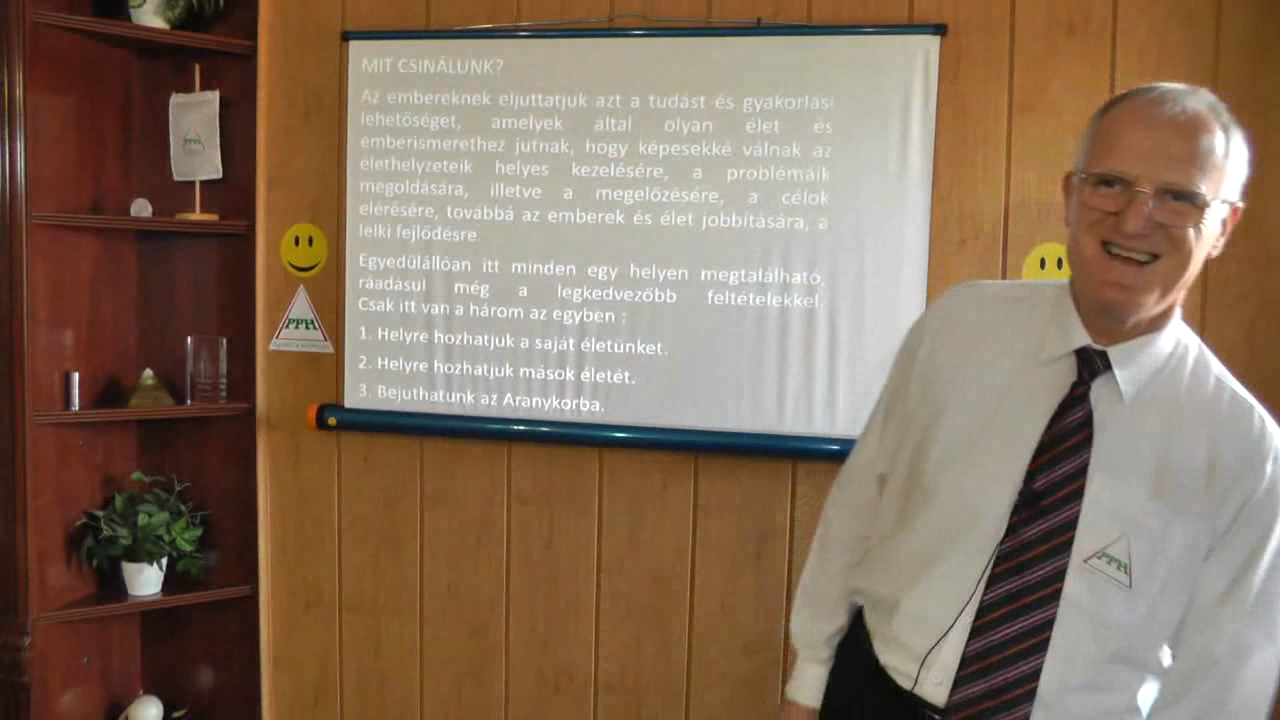 MIT CSINÁLUNK?
Az embereknek eljuttatjuk azt a tudást és gyakorlási
lehetőséget, amelyek által olyan élet és
emberismerethez jutnak, hogy képesekké válnak az
élethelyzeteik helyes kezelésére, a problémáik
megoldására, illetve a megelőzésére, a célok
elérésére, továbbá az emberek és élet jobbítására, a
lelki fejlődésre.
Egyedülállóan itt minden egy helyen megtalálható,
ráadásul még a legkedvezőbb feltételekkel.
Csak itt van a három az egyben :
1. Helyre hozhatjuk a saját életünket.
2. Helyre hozhatjuk mások életét.
3. Bejuthatunk az Aranykorba.
PPH
PPH
PPH